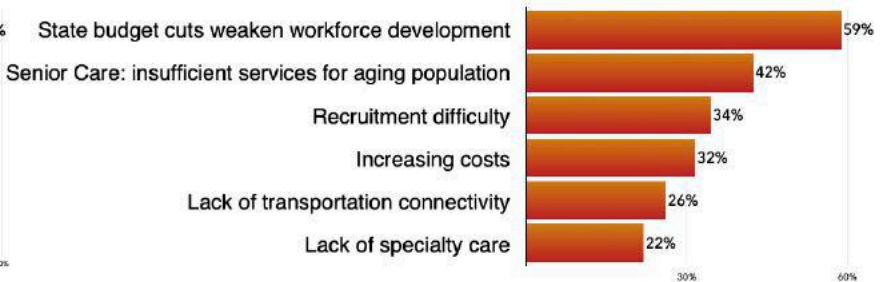 State budget cuts weaken workforce development 59%
Senior Care: insufficient services for aging population 42%
Recruitment difficulty 34%
Increasing costs 32%
Lack of transportation connectivity 26%
Lack of specialty care 22%
30% 60%